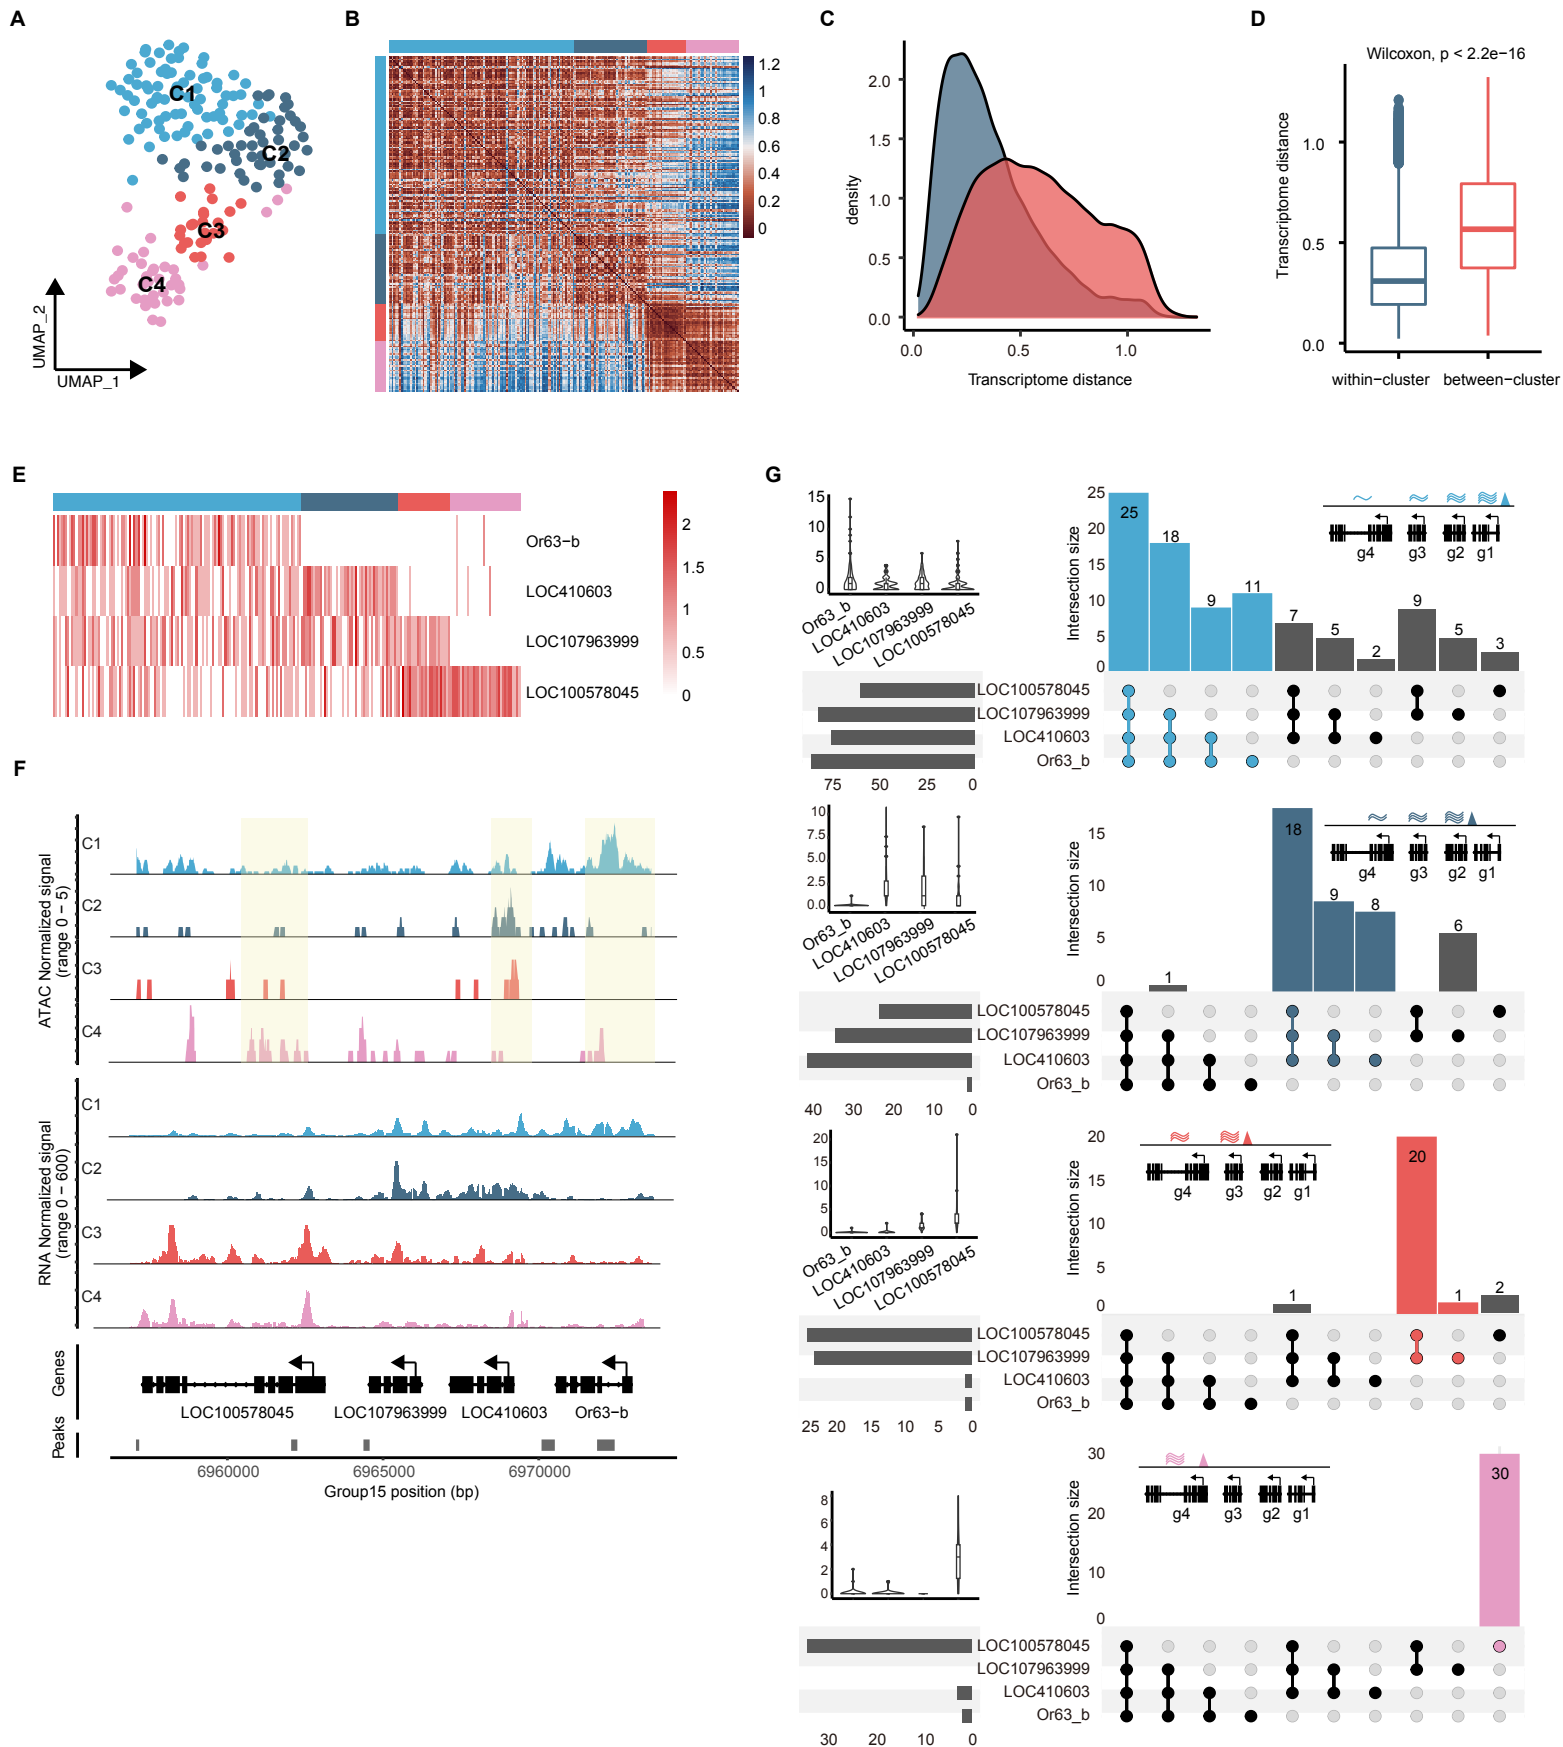 A
B
C
D
C1
C2
C3
C4
UMAP_2
UMAP_1
1.2
1
0.8
0.6
0.4
0.2
0
density
2.0
1.5
1.0
0.5
0.0
0.0
0.5
1.0
Transcriptome distance
Wilcoxon, p < 2.2e−16
Transcriptome distance
1.0
0.5
0.0
within−cluster
between−cluster
E
Or63−b
LOC410603
LOC107963999
LOC100578045
2
1.5
1
0.5
0
F
ATAC Normalized signal
(range 0 − 5)
C1
C2
C3
C4
RNA Normalized signal
(range 0 − 600)
C1
C2
C3
C4
Genes
LOC100578045
LOC107963999
LOC410603
Or63−b
Peaks
6960000
6965000
6970000
Group15 position (bp)
G
15
10
5
0
Or63_b
LOC410603
LOC107963999
LOC100578045
Intersection size
25
20
15
10
5
0
25
18
9
11
7
5
2
9
5
3
g4
g3
g2
g1
LOC100578045
LOC107963999
LOC410603
Or63_b
75
50
25
0
10
7.5
5.0
2.5
0.0
Or63_b
LOC410603
LOC107963999
LOC100578045
Intersection size
15
10
5
0
1
18
9
8
6
g4
g3
g2
g1
LOC100578045
LOC107963999
LOC410603
Or63_b
40
30
20
10
0
20
15
10
5
0
Or63_b
LOC410603
LOC107963999
LOC100578045
Intersection size
20
15
10
5
0
1
20
1
2
g4
g3
g2
g1
LOC100578045
LOC107963999
LOC410603
Or63_b
25
20
15
10
5
0
8
6
4
2
0
Intersection size
30
20
10
0
30
g4
g3
g2
g1
LOC100578045
LOC107963999
LOC410603
Or63_b
30
20
10
0